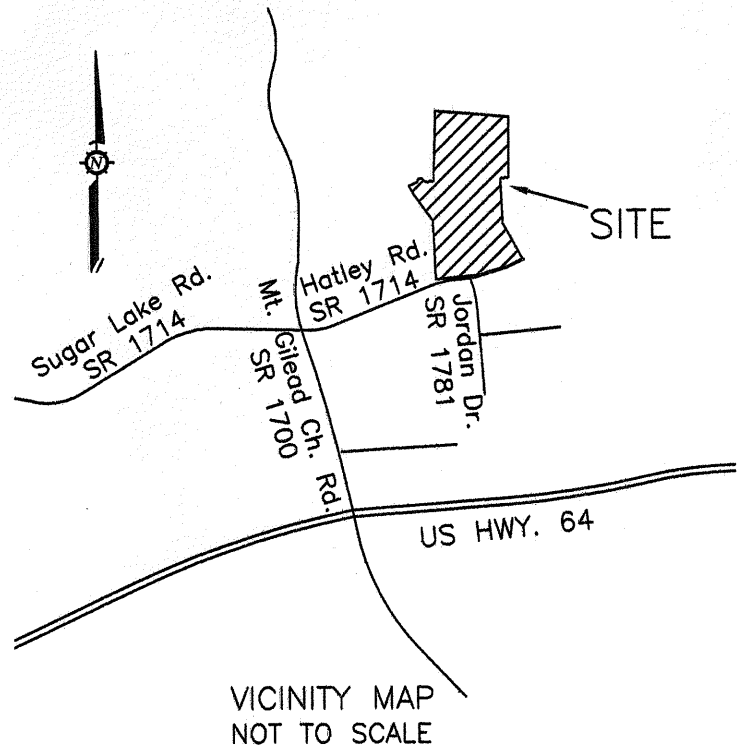 N
SITE
Hatley Rd.
SR 1714
Sugar Lake Rd.
SR 1714
Mt. Gilead Ch. Rd.
SR 1700
Jordan Dr.
SR 1781
US HWY. 64
VICINITY MAP
NOT TO SCALE